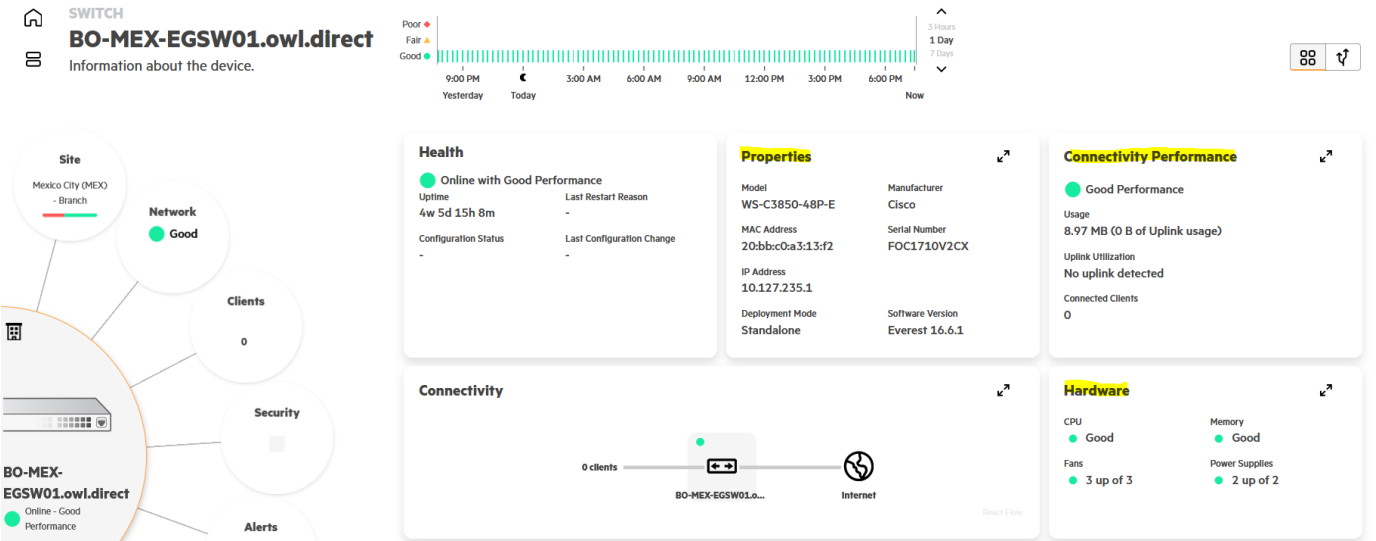 SWITCH
BO-MEX-EGSW01.owl.direct
Information about the device.
Poor
Fair
Good
9:00 PM
3:00 AM
6:00 AM
9:00 AM
12:00 PM
3:00 PM
6:00 PM
Yesterday
Today
Now
3 Hours
1 Day
7 Days
Site
Mexico City (MEX)
- Branch
Network
Good
Clients
0
Security
BO-MEX-
EGSW01.owl.direct
Online - Good
Performance
Alerts
Health
Online with Good Performance
Uptime
4w 5d 15h 8m
Last Restart Reason
-
Configuration Status
-
Last Configuration Change
-
Properties
Model
WS-C3850-48P-E
Manufacturer
Cisco
MAC Address
20:bb:c0:a3:13:f2
Serial Number
FOC1710V2CX
IP Address
10.127.235.1
Deployment Mode
Standalone
Software Version
Everest 16.6.1
Connectivity Performance
Good Performance
Usage
8.97 MB (0 B of Uplink usage)
Uplink Utilization
No uplink detected
Connected Clients
0
Connectivity
0 clients
BO-MEX-EGSW01.o...
Internet
React Flow
Hardware
CPU
Good
Memory
Good
Fans
3 up of 3
Power Supplies
2 up of 2